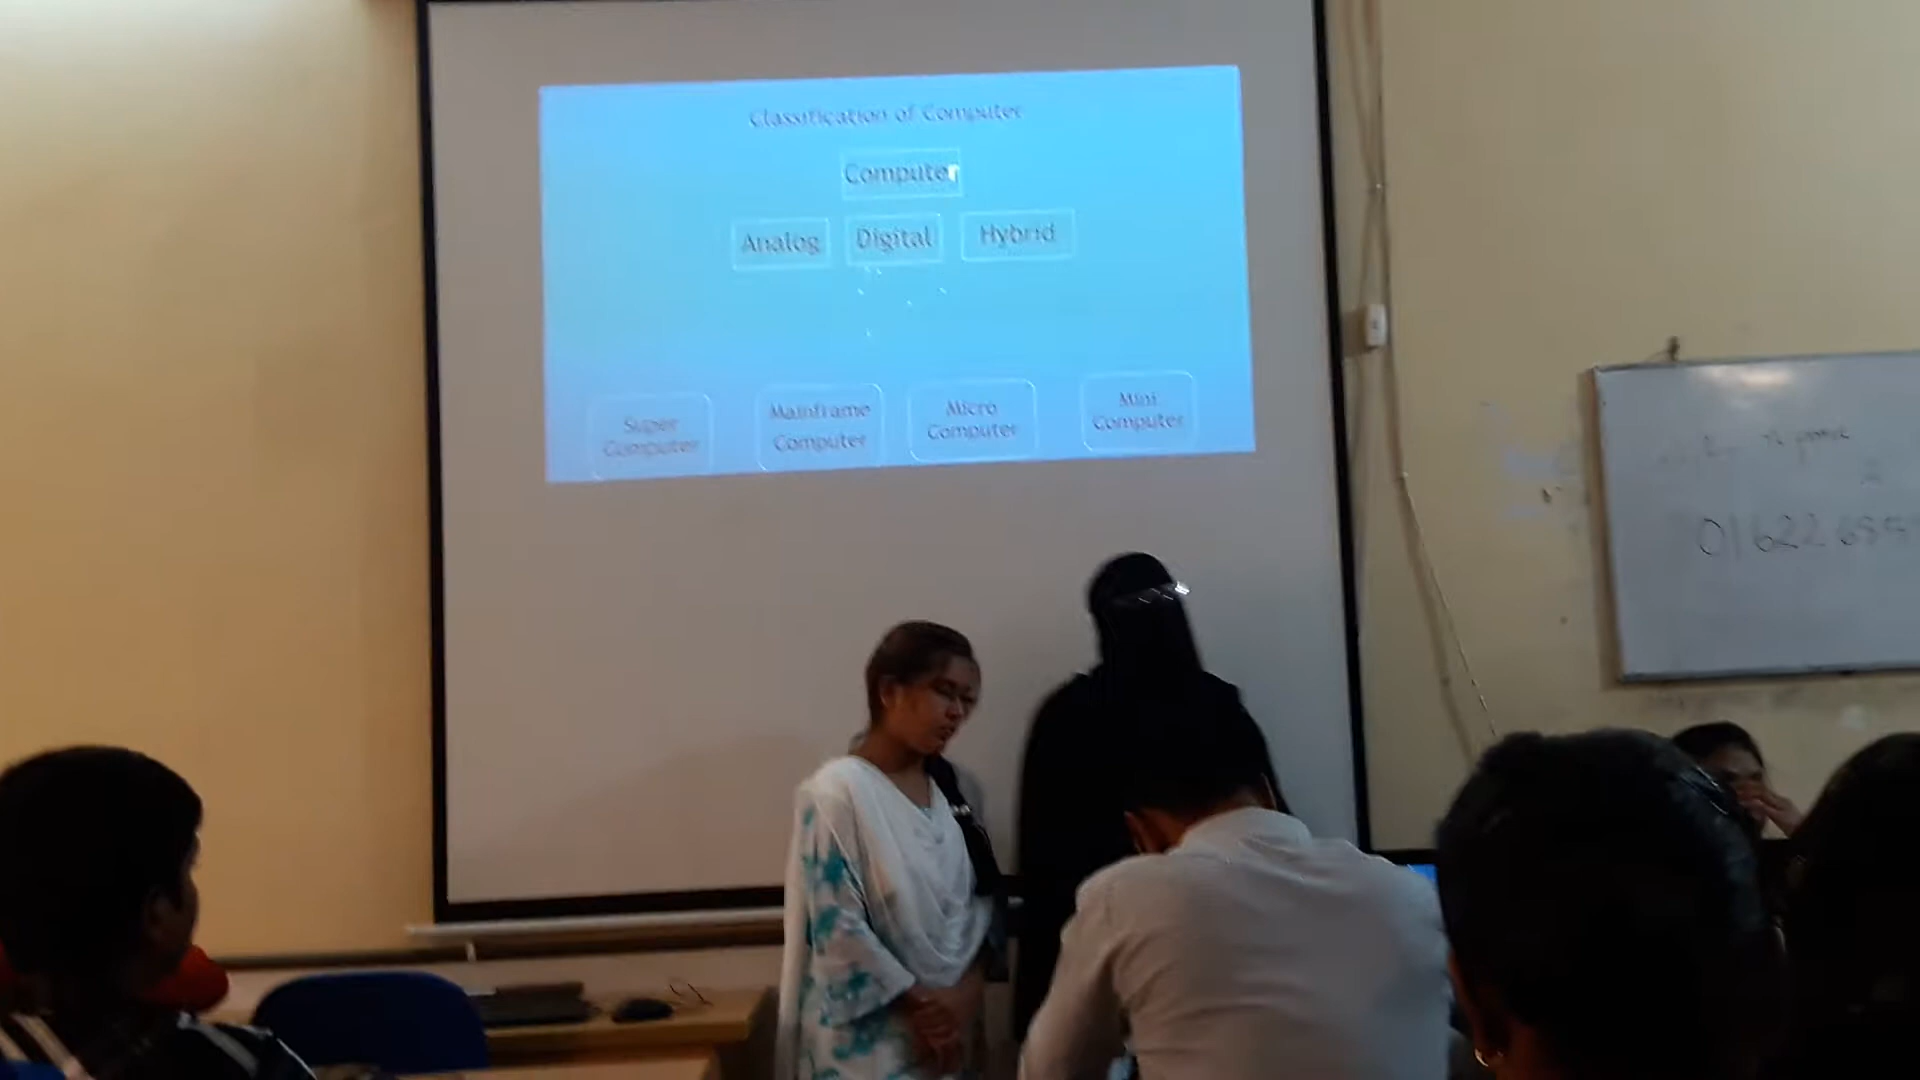 Classification of Computer
Computer
Analog Digital Hybrid
Super
Computer
Mainframe
Computer
Micro
Computer
Mini
Computer